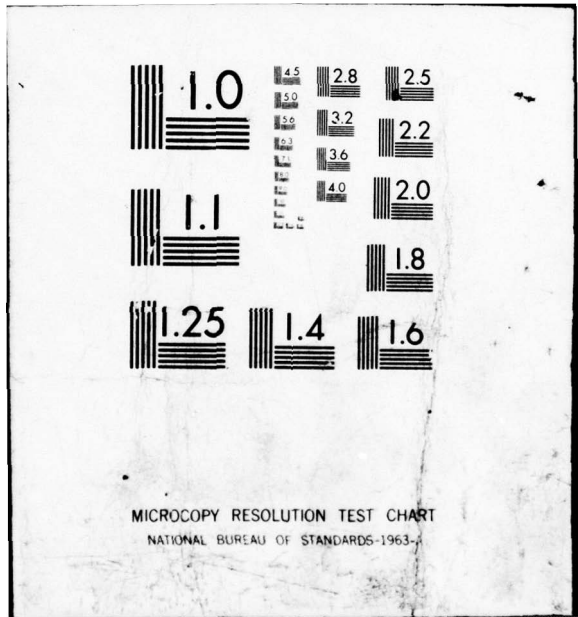 1.0 4.5 2.8 2.5
5.0
5.6 3.2 2.2
6.3
3.6
4.0 2.0
1.1
1.8
1.25 1.4 1.6
MICROCOPY RESOLUTION TEST CHART
NATIONAL BUREAU OF STANDARDS-1963-